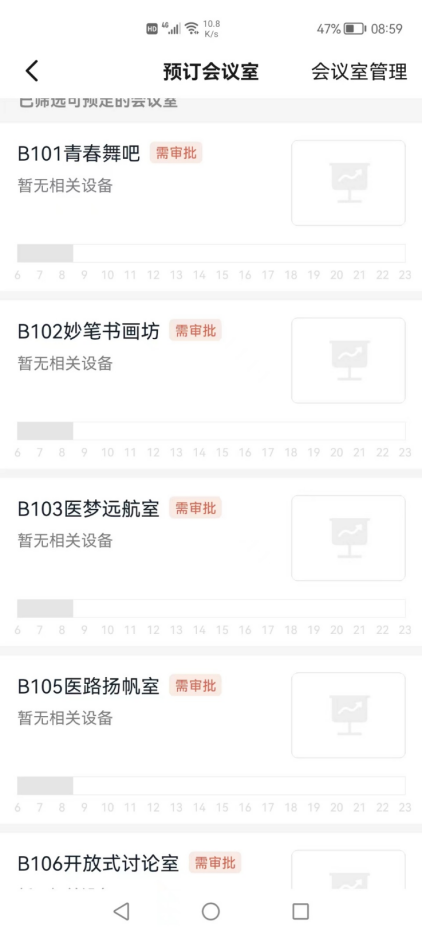 HD 4G 10.8 K/s 47% 08:59
预订会议室 会议室管理
已筛选可预定的会议室
B101青春舞吧 需审批
暂无相关设备
6 7 8 9 10 11 12 13 14 15 16 17 18 19 20 21 22 23
B102妙笔书画坊 需审批
暂无相关设备
6 7 8 9 10 11 12 13 14 15 16 17 18 19 20 21 22 23
B103医梦远航室 需审批
暂无相关设备
6 7 8 9 10 11 12 13 14 15 16 17 18 19 20 21 22 23
B105医路扬帆室 需审批
暂无相关设备
6 7 8 9 10 11 12 13 14 15 16 17 18 19 20 21 22 23
B106开放式讨论室 需审批